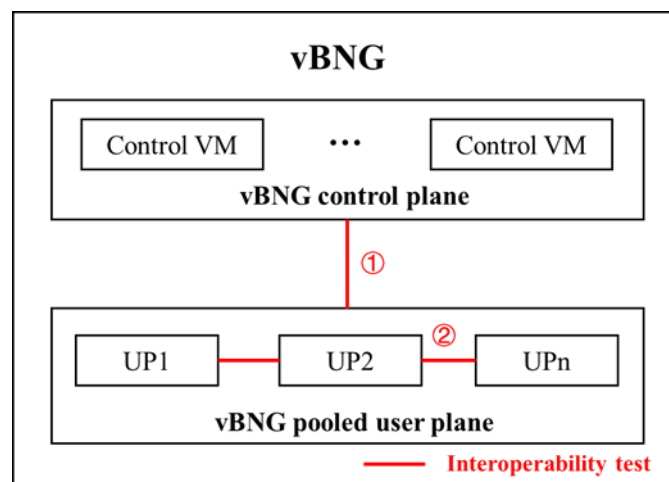 vBNG
Control VM ... Control VM
vBNG control plane
①
②
UP1 UP2 UPn
vBNG pooled user plane
Interoperability test